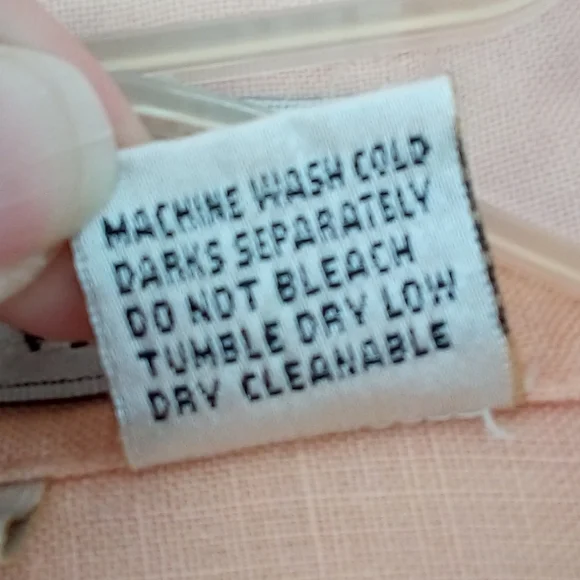 MACHINE WASH COLD
DARKS SEPARATELY
DO NOT BLEACH
TUMBLE DRY LOW
DRY CLEANABLE